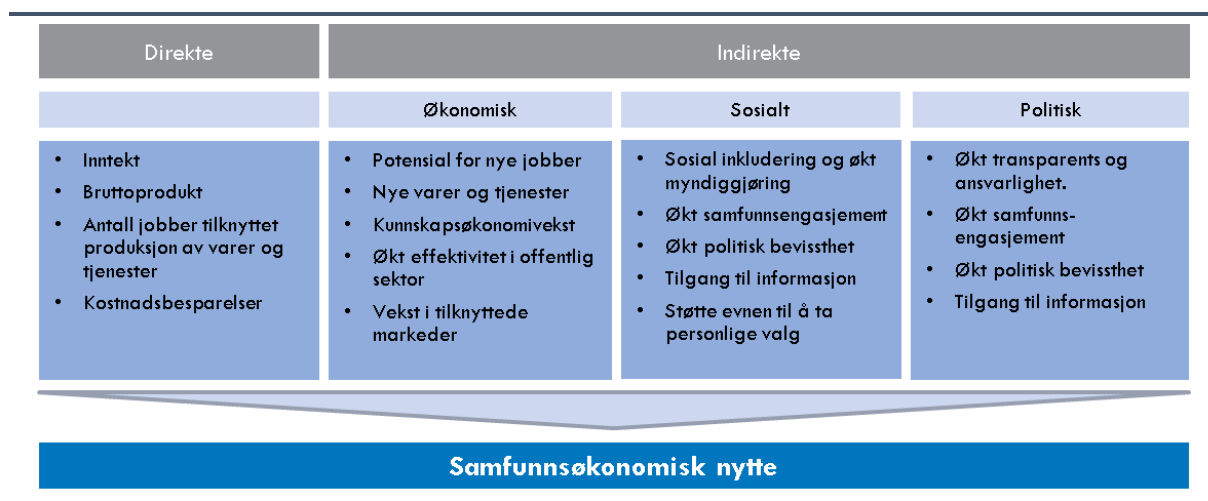 Direkte
Indirekte
Økonomisk
Sosialt
Politisk
• Inntekt
• Bruttoprodukt
• Antall jobber tilknyttet
produksjon av varer og
tjenester
• Kostnadsbesparelser
• Potensial for nye jobber
• Nye varer og tjenester
• Kunnskapsøkonomivekst
• Økt effektivitet i offentlig
sektor
• Vekst i tilknyttede
markeder
• Sosial inkludering og økt
myndiggjøring
• Økt samfunnsengasjement
• Økt politisk bevissthet
• Tilgang til informasjon
• Støtte evnen til å ta
personlige valg
• Økt transparents og
ansvarlighet.
• Økt samfunns-
engasjement
• Økt politisk bevissthet
• Tilgang til informasjon
Samfunnsøkonomisk nytte